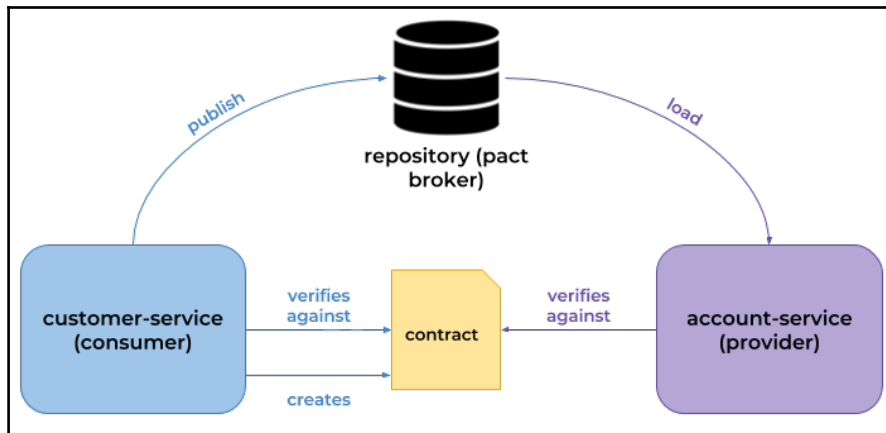 publish
load
repository (pact
broker)
customer-service
(consumer)
verifies
against
creates
contract
verifies
against
account-service
(provider)